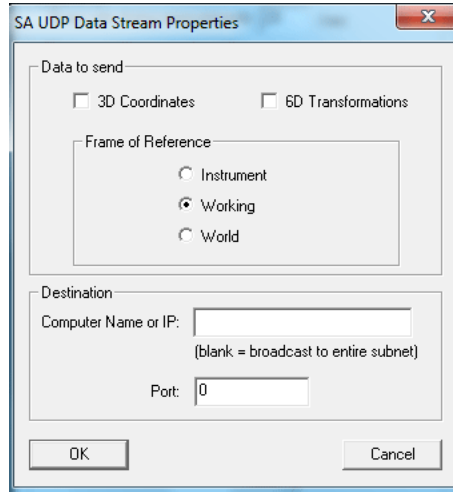 SA UDP Data Stream Properties
x
Data to send
3D Coordinates
6D Transformations
Frame of Reference
Instrument
Working
World
Destination
Computer Name or IP:
(blank = broadcast to entire subnet)
Port: 0
OK
Cancel